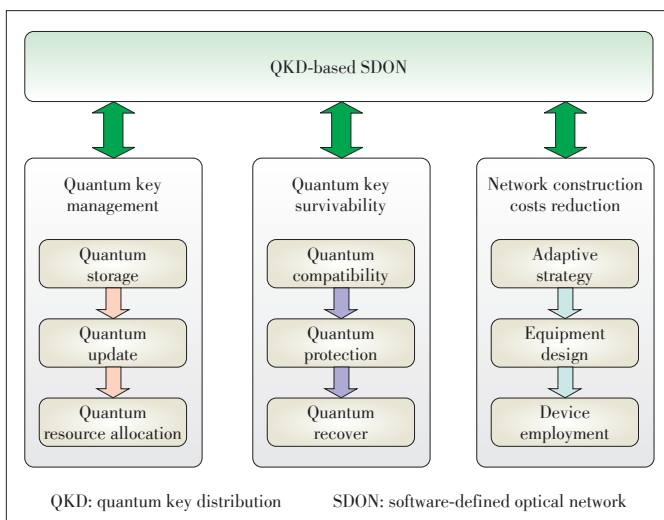 QKD-based SDON
Quantum key
management
Quantum
storage
Quantum
update
Quantum
resource allocation
Quantum key
survivability
Quantum
compatibility
Quantum
protection
Quantum
recover
Network construction
costs reduction
Adaptive
strategy
Equipment
design
Device
employment
QKD: quantum key distribution
SDON: software-defined optical network